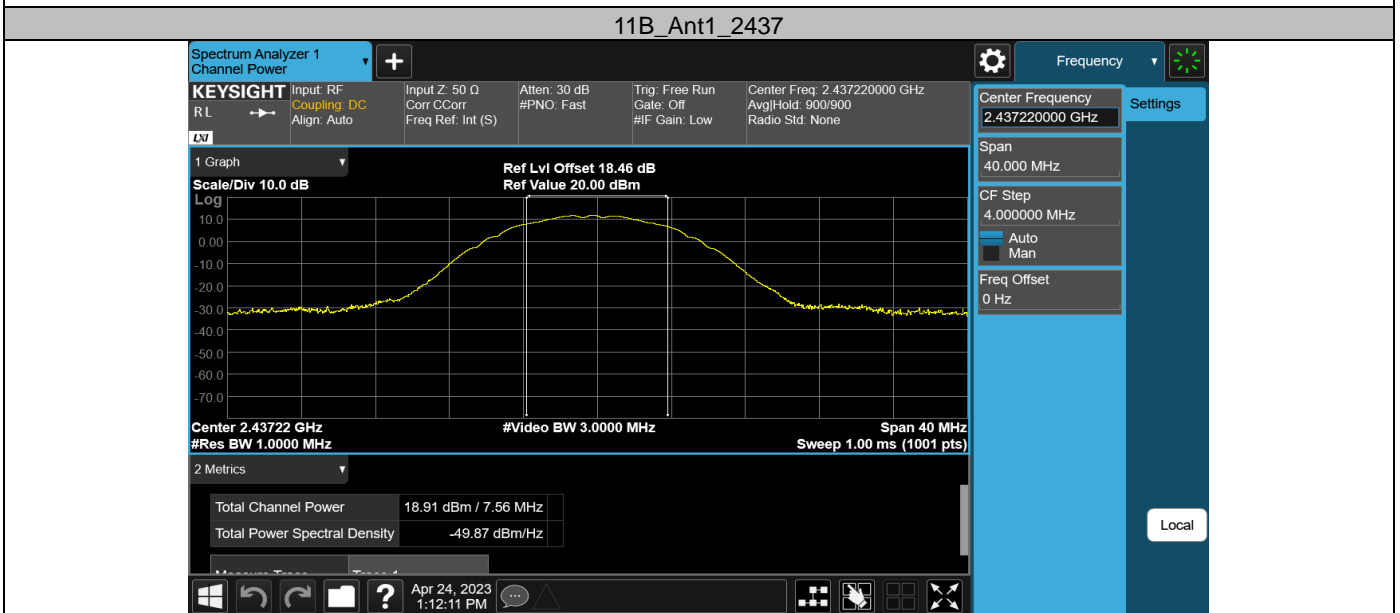 11B_Ant1_2437
Spectrum Analyzer 1
Channel Power
+
Frequency
KEYSIGHT
R L
LXI
Input: RF
Coupling: DC
Align: Auto
Input Z: 50 Ω
Corr CCorr
Freq Ref: Int (S)
Atten: 30 dB
#PNO: Fast
Trig: Free Run
Gate: Off
#IF Gain: Low
Center Freq: 2.437220000 GHz
Avg|Hold: 900/900
Radio Std: None
1 Graph
Scale/Div 10.0 dB
Ref Lvl Offset 18.46 dB
Ref Value 20.00 dBm
Log
10.0
0.00
-10.0
-20.0
-30.0
-40.0
-50.0
-60.0
-70.0
Center 2.43722 GHz
#Res BW 1.0000 MHz
#Video BW 3.0000 MHz
Span 40 MHz
Sweep 1.00 ms (1001 pts)
2 Metrics
Total Channel Power 18.91 dBm / 7.56 MHz
Total Power Spectral Density -49.87 dBm/Hz
Measure Trace Trace 1
?
Apr 24, 2023
1:12:11 PM
Center Frequency
2.437220000 GHz
Settings
Span
40.000 MHz
CF Step
4.000000 MHz
Auto
Man
Freq Offset
0 Hz
Local